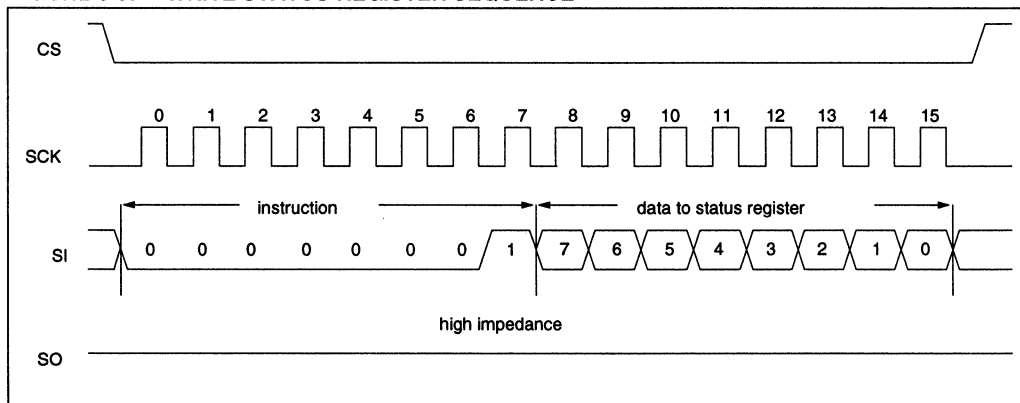 CS
0 1 2 3 4 5 6 7 8 9 10 11 12 13 14 15
SCK
instruction data to status register
SI 0 0 0 0 0 0 0 1 7 6 5 4 3 2 1 0
high impedance
SO